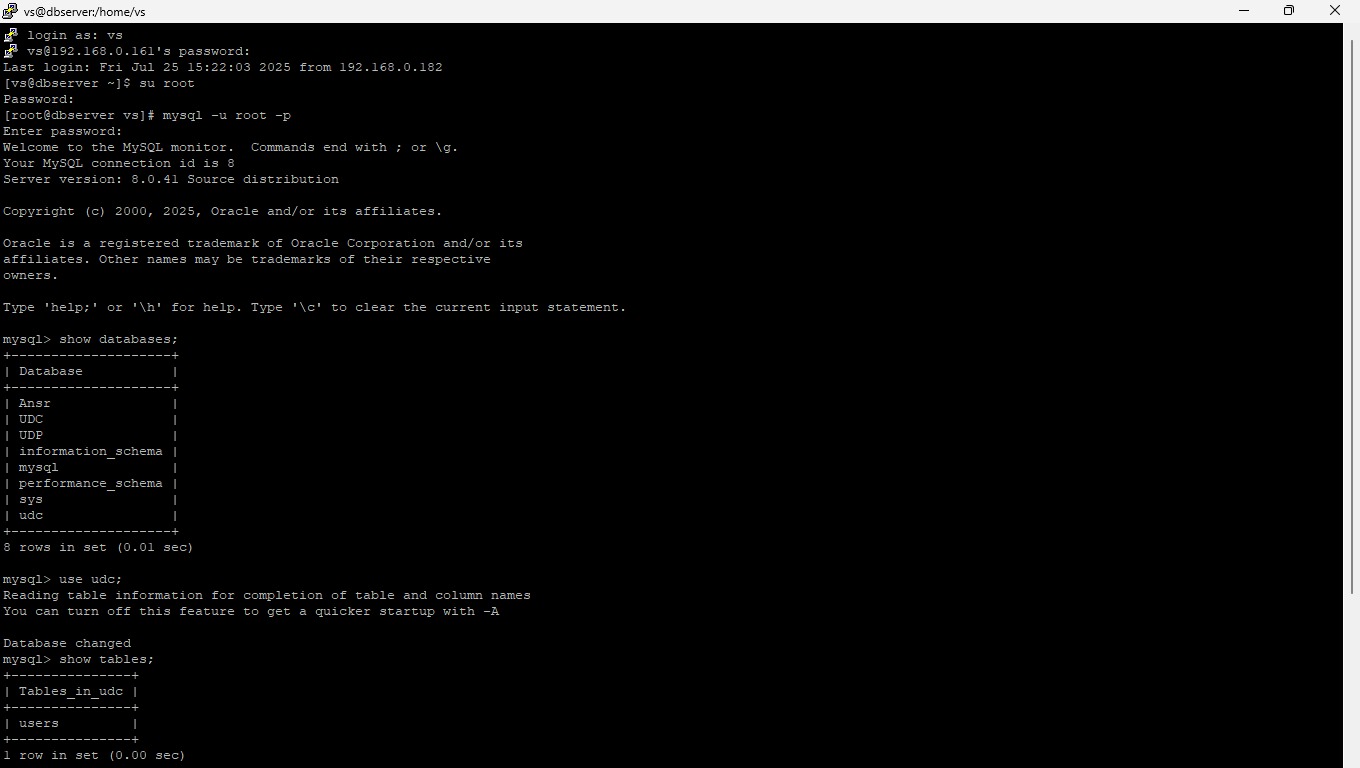 vs@dbserver:/home/vs
login as: vs
vs@192.168.0.161's password:
Last login: Fri Jul 25 15:22:03 2025 from 192.168.0.182
[vs@dbserver ~]$ su root
Password:
[root@dbserver vs]# mysql -u root -p
Enter password:
Welcome to the MySQL monitor.  Commands end with ; or \g.
Your MySQL connection id is 8
Server version: 8.0.41 Source distribution

Copyright (c) 2000, 2025, Oracle and/or its affiliates.

Oracle is a registered trademark of Oracle Corporation and/or its
affiliates. Other names may be trademarks of their respective
owners.

Type 'help;' or '\h' for help. Type '\c' to clear the current input statement.

mysql> show databases;
+--------------------+
| Database           |
+--------------------+
| Ansr               |
| UDC                |
| UDP                |
| information_schema |
| mysql              |
| performance_schema |
| sys                |
| udc                |
+--------------------+
8 rows in set (0.01 sec)

mysql> use udc;
Reading table information for completion of table and column names
You can turn off this feature to get a quicker startup with -A

Database changed
mysql> show tables;
+---------------+
| Tables_in_udc |
+---------------+
| users         |
+---------------+
1 row in set (0.00 sec)